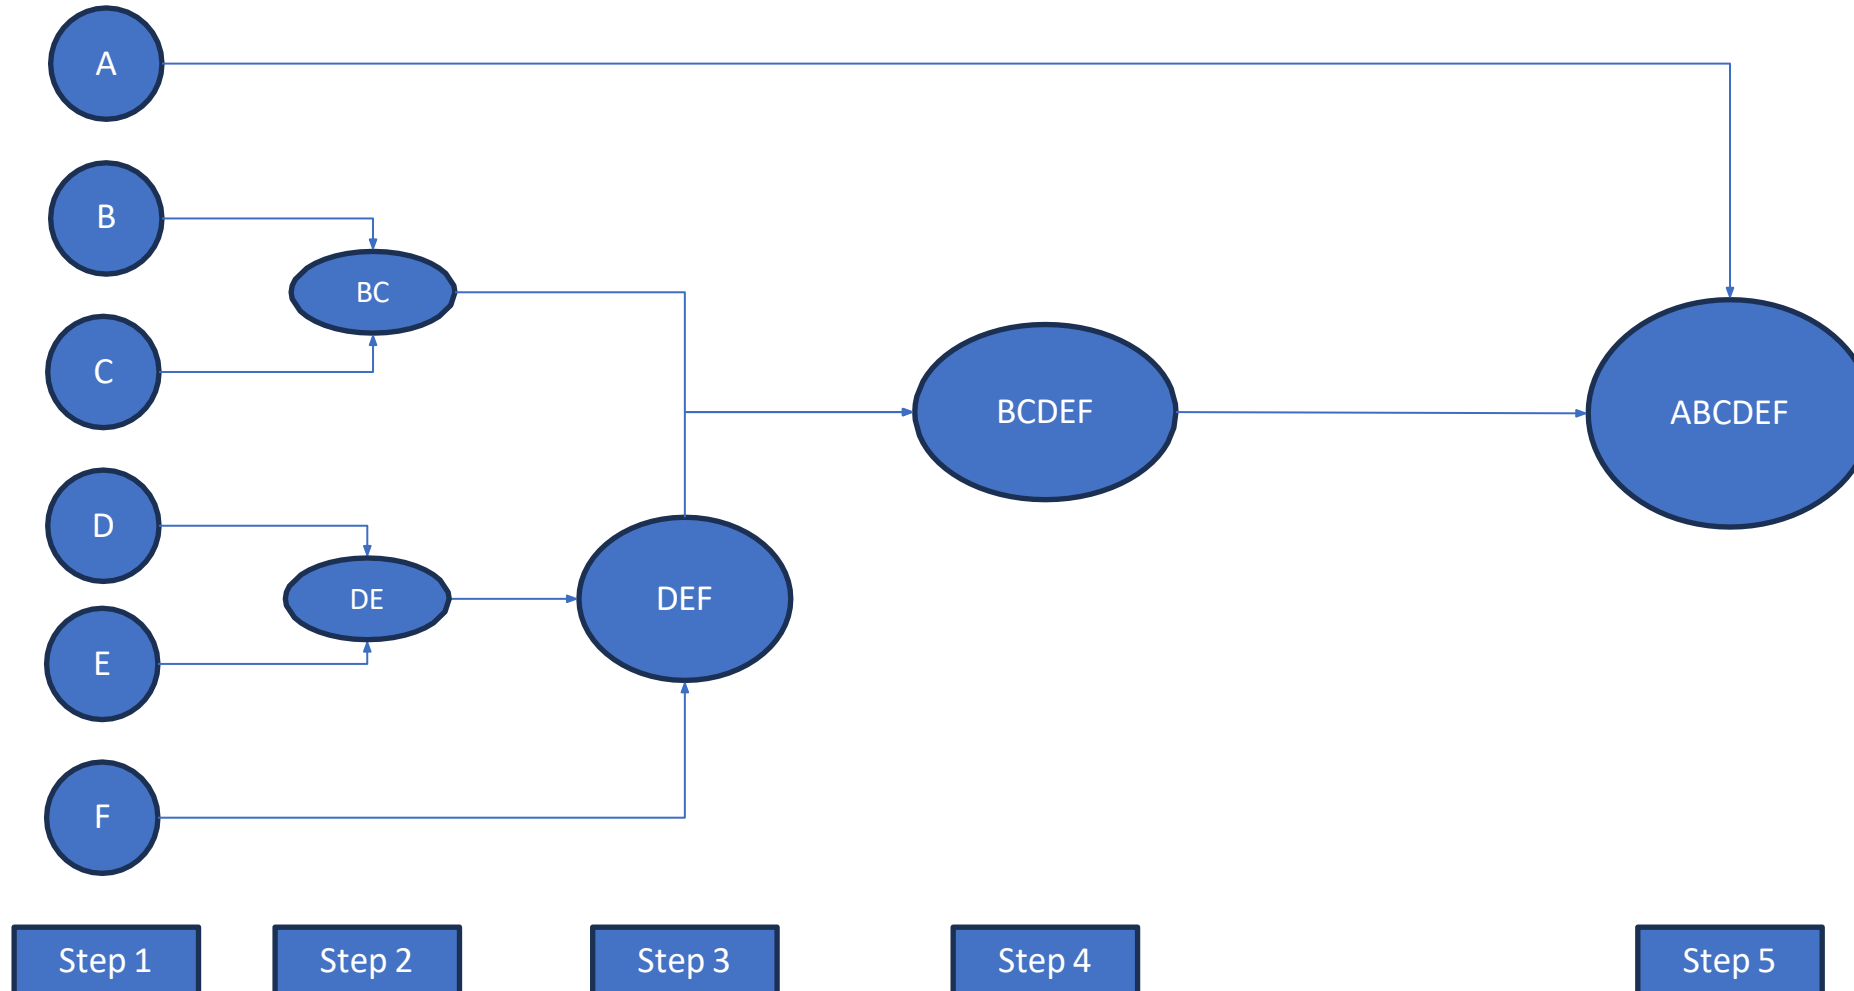 A
B
C
D
E
F
BC
DE
DEF
BCDEF
ABCDEF
Step 1
Step 2
Step 3
Step 4
Step 5